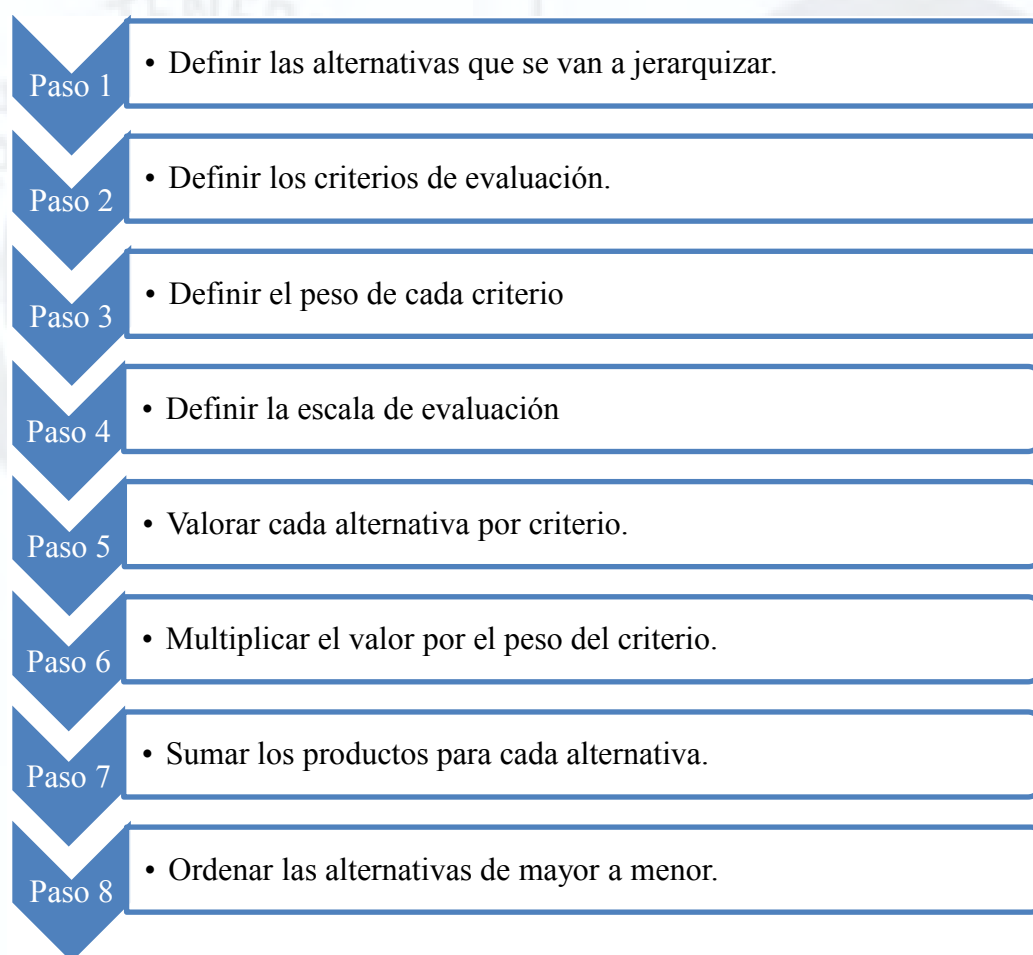 Paso 1
• Definir las alternativas que se van a jerarquizar.
Paso 2
• Definir los criterios de evaluación.
Paso 3
• Definir el peso de cada criterio
Paso 4
• Definir la escala de evaluación
Paso 5
• Valorar cada alternativa por criterio.
Paso 6
• Multiplicar el valor por el peso del criterio.
Paso 7
• Sumar los productos para cada alternativa.
Paso 8
• Ordenar las alternativas de mayor a menor.